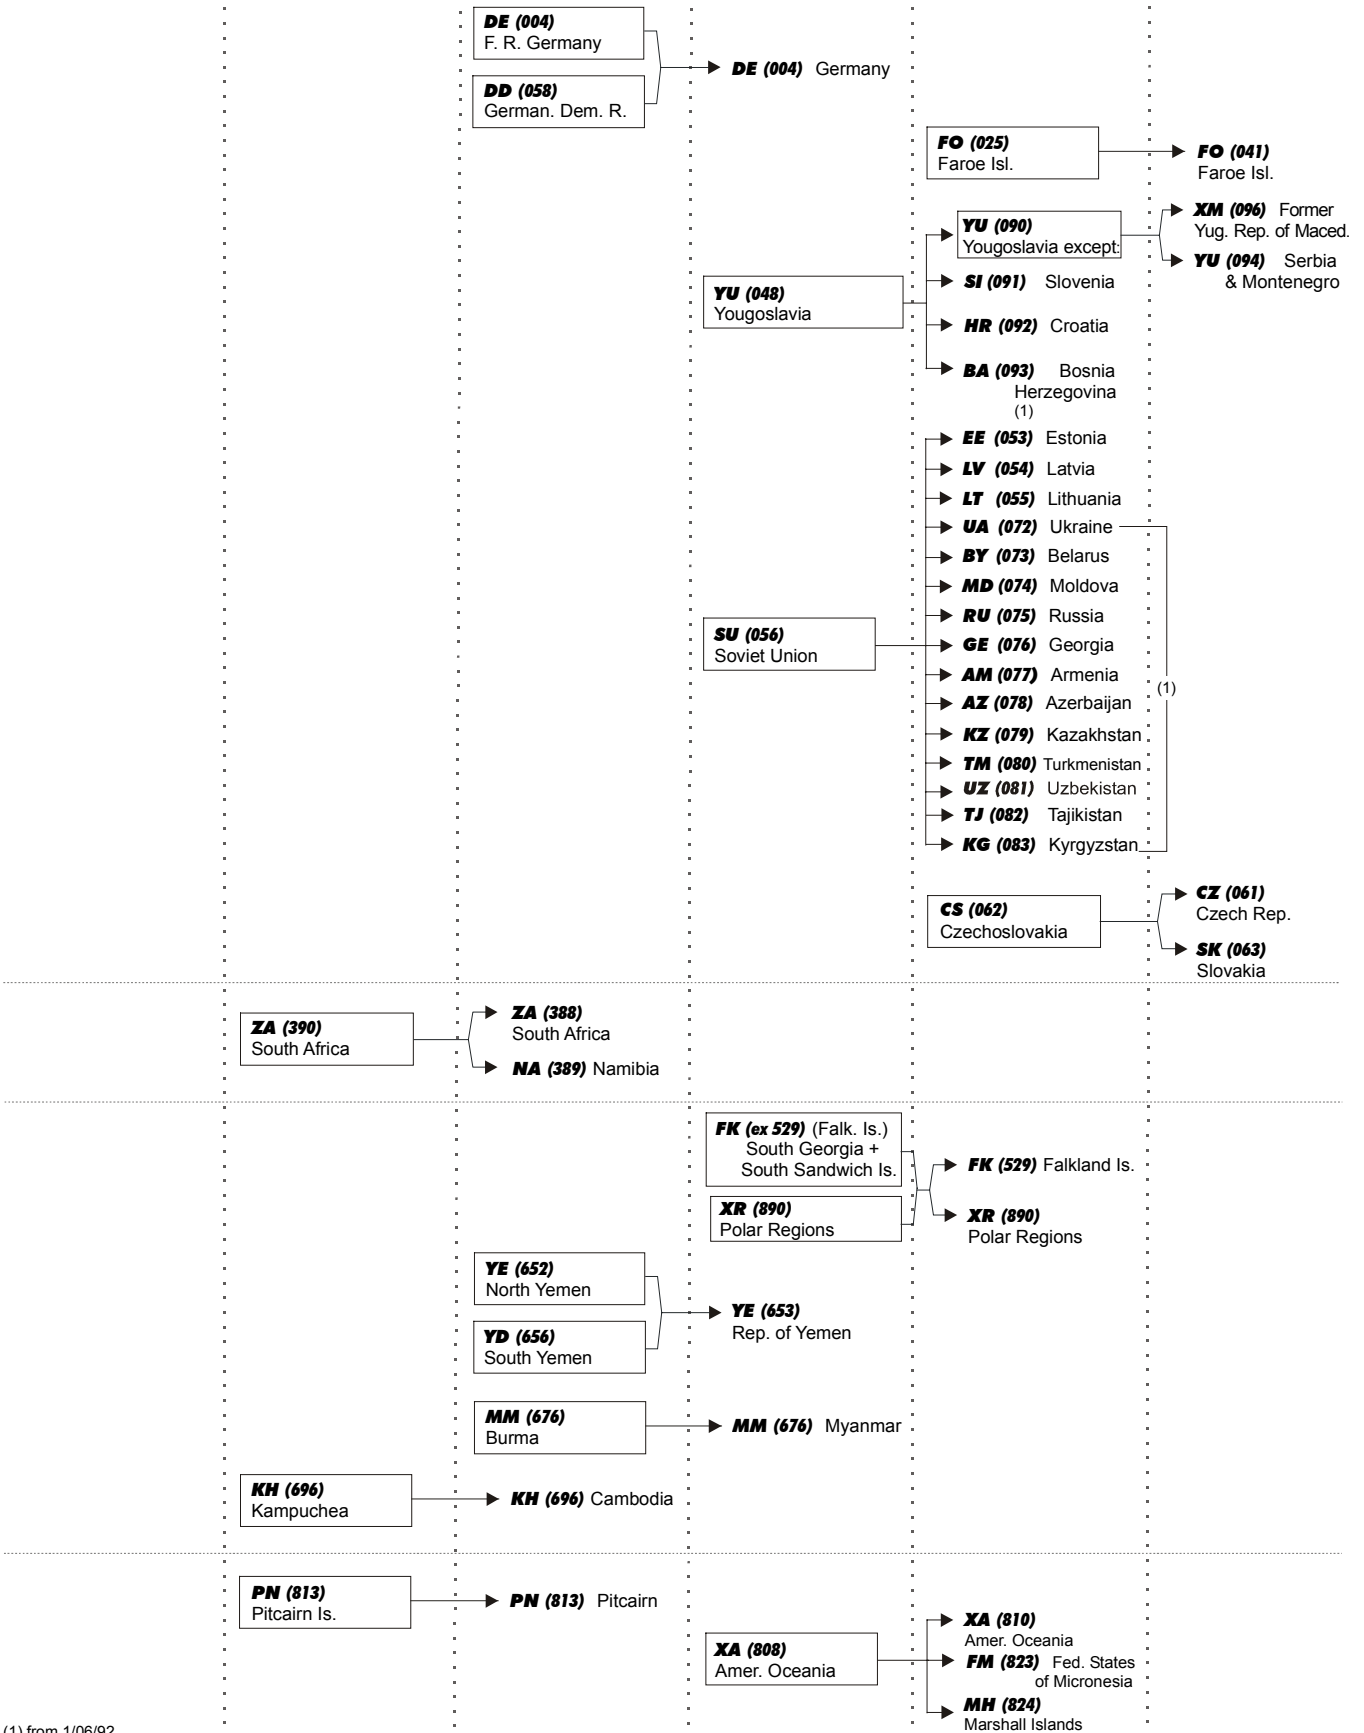 DE (004)
F. R. Germany
DD (058)
German. Dem. R.
DE (004) Germany
FO (025)
Faroe Isl.
FO (041)
Faroe Isl.
YU (048)
Yougoslavia
YU (090)
Yougoslavia except:
SI (091) Slovenia
HR (092) Croatia
BA (093) Bosnia
Herzegovina
(1)
XM (096) Former
Yug. Rep. of Maced.
YU (094) Serbia
& Montenegro
SU (056)
Soviet Union
EE (053) Estonia
LV (054) Latvia
LT (055) Lithuania
UA (072) Ukraine
BY (073) Belarus
MD (074) Moldova
RU (075) Russia
GE (076) Georgia
AM (077) Armenia
AZ (078) Azerbaijan
KZ (079) Kazakhstan
TM (080) Turkmenistan
UZ (081) Uzbekistan
TJ (082) Tajikistan
KG (083) Kyrgyzstan
(1)
CS (062)
Czechoslovakia
CZ (061)
Czech Rep.
SK (063)
Slovakia
ZA (390)
South Africa
ZA (388)
South Africa
NA (389) Namibia
FK (ex 529) (Falk. Is.)
South Georgia +
South Sandwich Is.
XR (890)
Polar Regions
FK (529) Falkland Is.
XR (890)
Polar Regions
YE (652)
North Yemen
YD (656)
South Yemen
YE (653)
Rep. of Yemen
MM (676)
Burma
MM (676) Myanmar
KH (696)
Kampuchea
KH (696) Cambodia
PN (813)
Pitcairn Is.
PN (813) Pitcairn
XA (808)
Amer. Oceania
XA (810)
Amer. Oceania
FM (823) Fed. States
of Micronesia
MH (824)
Marshall Islands
(1) from 1/06/92